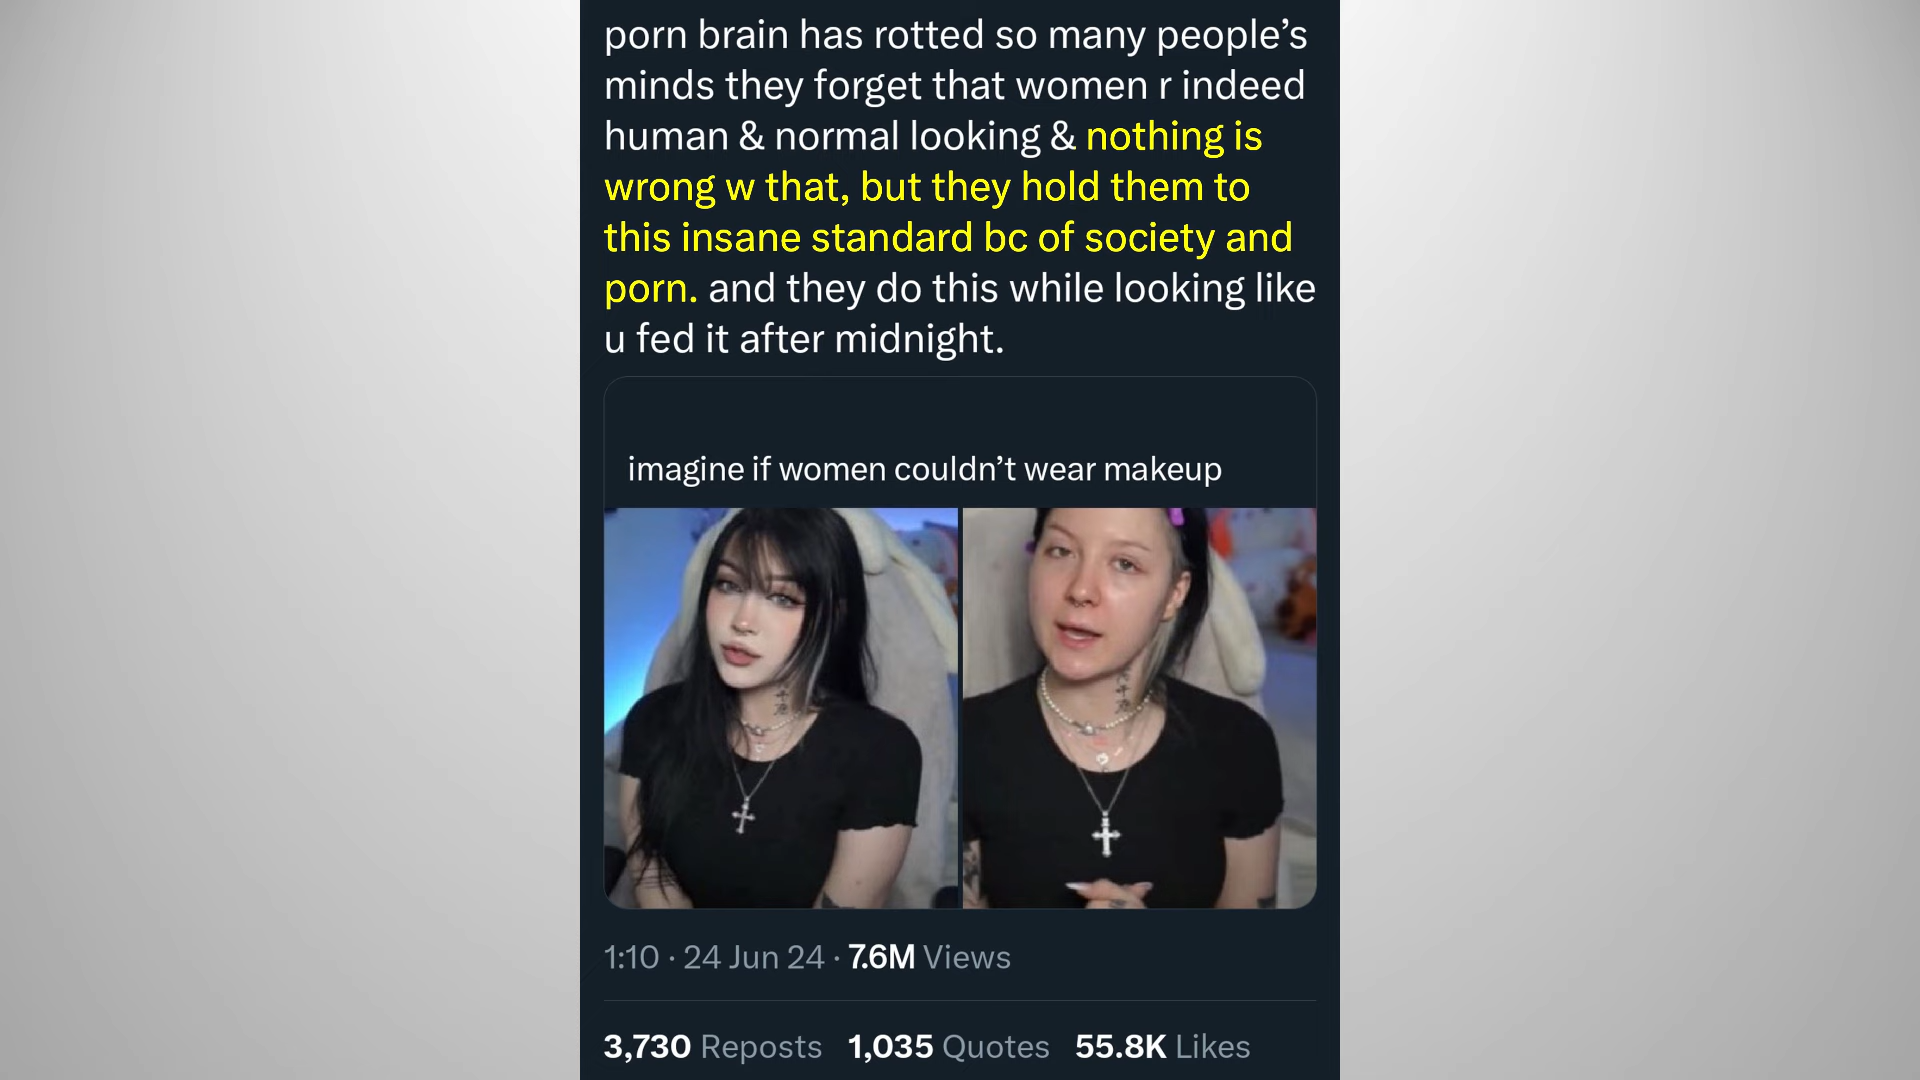 porn brain has rotted so many people’s
minds they forget that women r indeed
human & normal looking & nothing is
wrong w that, but they hold them to
this insane standard bc of society and
porn. and they do this while looking like
u fed it after midnight.
imagine if women couldn’t wear makeup
1:10 · 24 Jun 24 · 7.6M Views
3,730 Reposts 1,035 Quotes 55.8K Likes